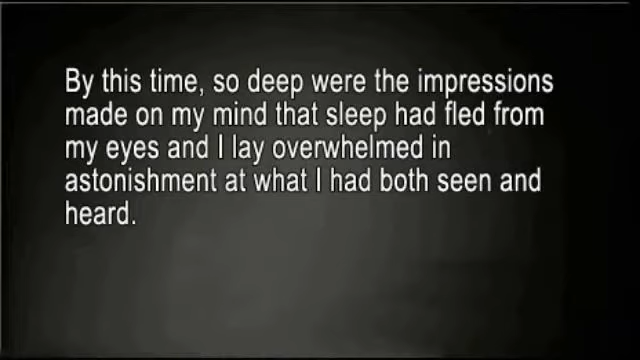 By this time, so deep were the impressions
made on my mind that sleep had fled from
my eyes and I lay overwhelmed in
astonishment at what I had both seen and
heard.